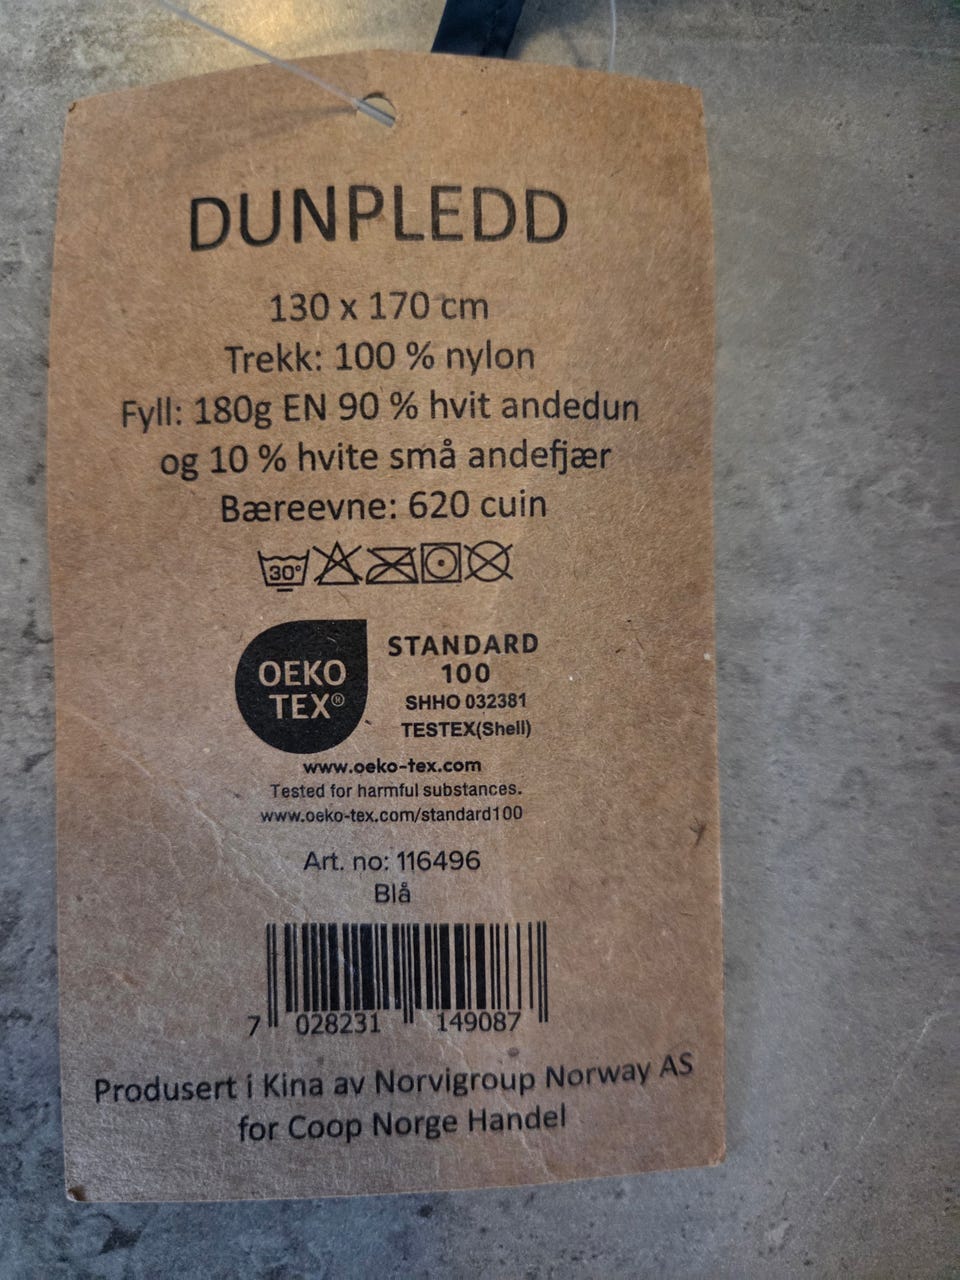 DUNPLEDD
130 x 170 cm
Trekk: 100 % nylon
Fyll: 180g EN 90 % hvit andedun
og 10 % hvite små andefjær
Bæreevne: 620 cuin
30°
OEKO
TEX®
STANDARD
100
SHHO 032381
TESTEX(Shell)
www.oeko-tex.com
Tested for harmful substances.
www.oeko-tex.com/standard100
Art. no: 116496
Blå
7 028231 149087
Produsert i Kina av Norvigroup Norway AS
for Coop Norge Handel